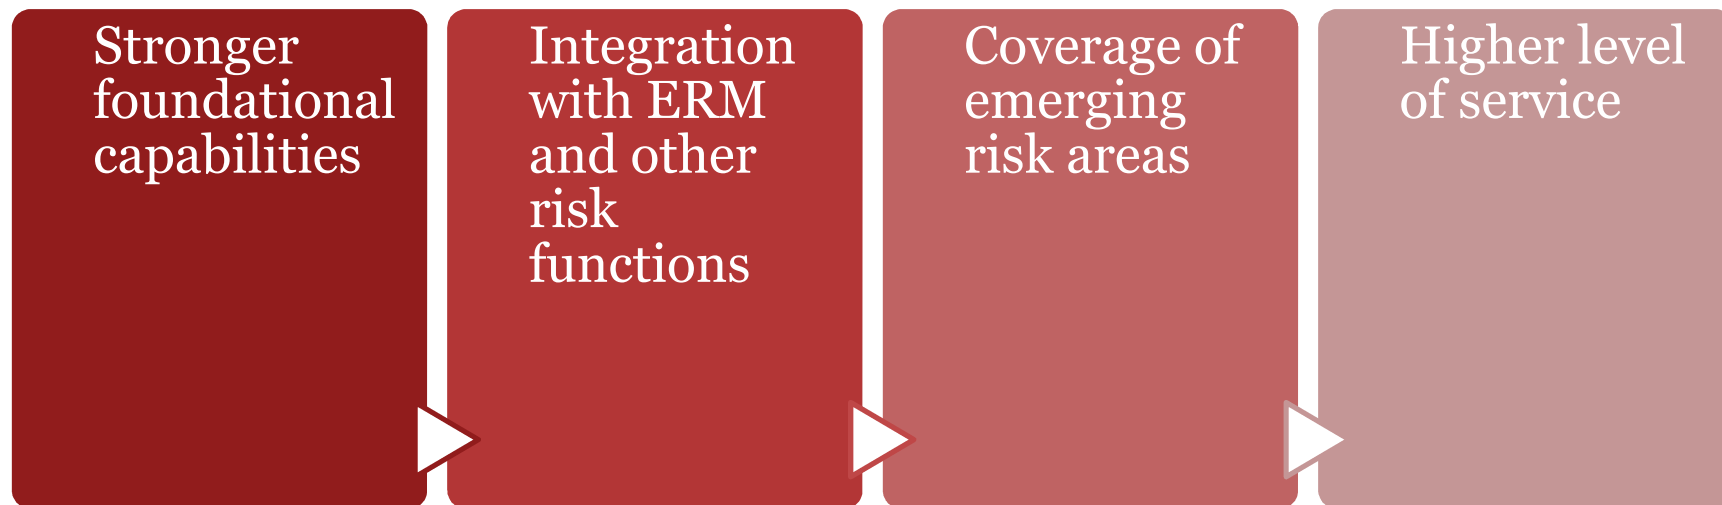 Stronger
foundational
capabilities
Integration
with ERM
and other
risk
functions
Coverage of
emerging
risk areas
Higher level
of service